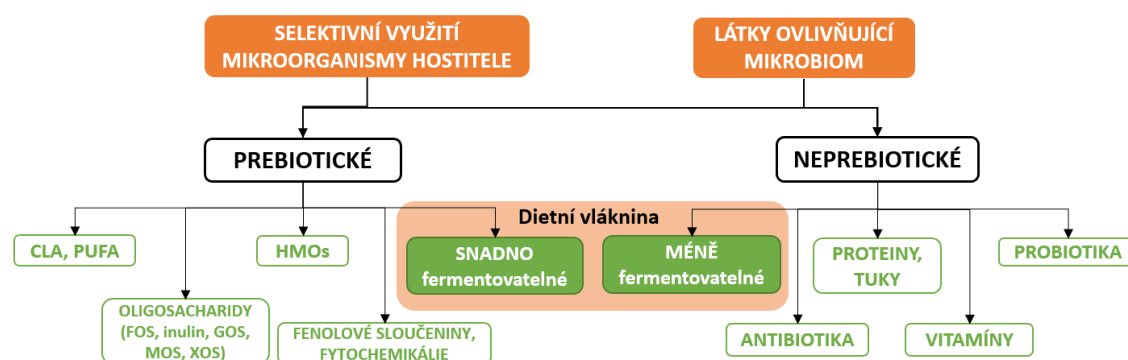 SELEKTIVNÍ VYUŽITÍ
MIKROORGANISMY HOSTITELE
LÁTKY OVLIVŇUJÍCÍ
MIKROBIOM
PREBIOTICKÉ
NEPREBIOTICKÉ
Dietní vláknina
CLA, PUFA
HMOs
SNADNO
fermentovatelné
MÉNĚ
fermentovatelné
PROTEINY,
TUKY
PROBIOTIKA
OLIGOSACHARIDY
(FOS, inulin, GOS,
MOS, XOS)
FENOLOVÉ SLOUČENINY,
FYTOCHEMIKÁLIE
ANTIBIOTIKA
VITAMÍNY